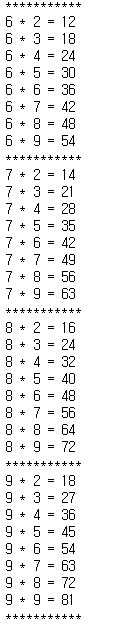 ***********
6 * 2 = 12
6 * 3 = 18
6 * 4 = 24
6 * 5 = 30
6 * 6 = 36
6 * 7 = 42
6 * 8 = 48
6 * 9 = 54
***********
7 * 2 = 14
7 * 3 = 21
7 * 4 = 28
7 * 5 = 35
7 * 6 = 42
7 * 7 = 49
7 * 8 = 56
7 * 9 = 63
***********
8 * 2 = 16
8 * 3 = 24
8 * 4 = 32
8 * 5 = 40
8 * 6 = 48
8 * 7 = 56
8 * 8 = 64
8 * 9 = 72
***********
9 * 2 = 18
9 * 3 = 27
9 * 4 = 36
9 * 5 = 45
9 * 6 = 54
9 * 7 = 63
9 * 8 = 72
9 * 9 = 81
***********